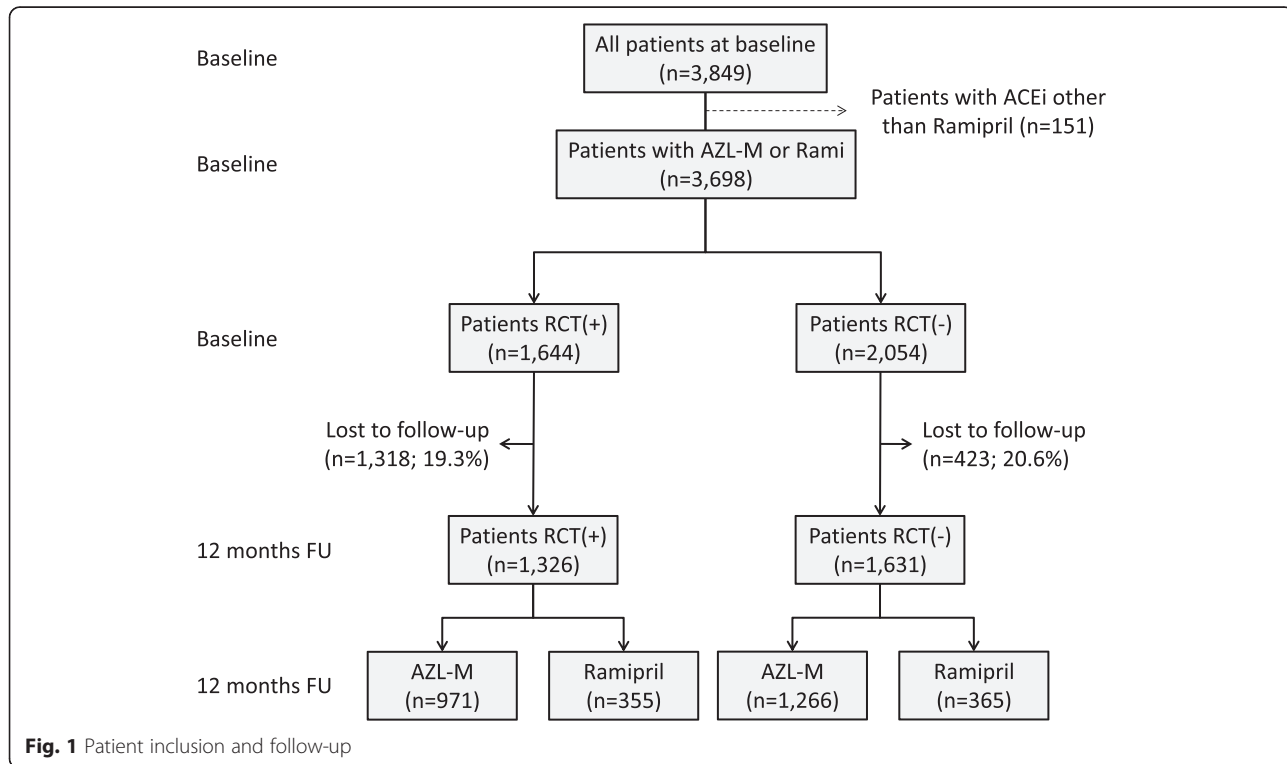 Baseline
All patients at baseline
(n=3,849)
Patients with ACEi other
than Ramipril (n=151)
Baseline
Patients with AZL-M or Rami
(n=3,698)
Baseline
Patients RCT(+)
(n=1,644)
Patients RCT(-)
(n=2,054)
Lost to follow-up
(n=1,318; 19.3%)
Lost to follow-up
(n=423; 20.6%)
12 months FU
Patients RCT(+)
(n=1,326)
Patients RCT(-)
(n=1,631)
12 months FU
AZL-M
(n=971)
Ramipril
(n=355)
AZL-M
(n=1,266)
Ramipril
(n=365)
Fig. 1 Patient inclusion and follow-up